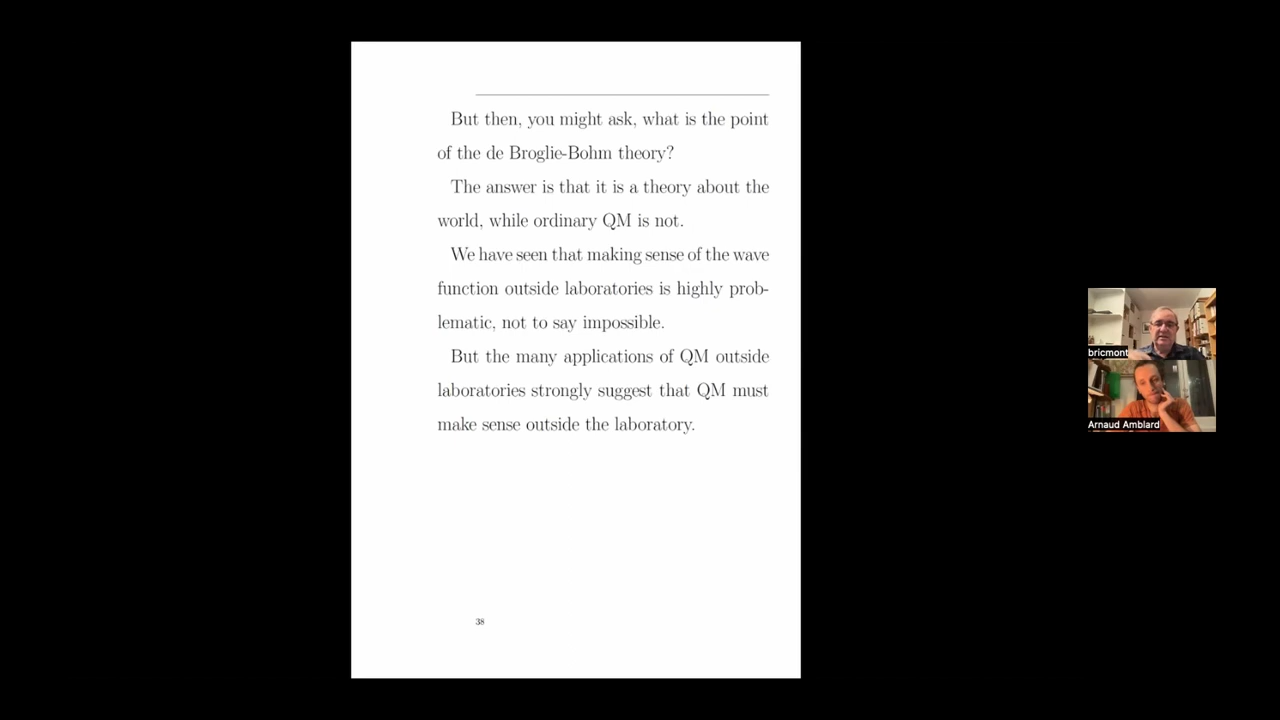 But then, you might ask, what is the point
of the de Broglie-Bohm theory?
The answer is that it is a theory about the
world, while ordinary QM is not.
We have seen that making sense of the wave
function outside laboratories is highly prob-
lematic, not to say impossible.
But the many applications of QM outside
laboratories strongly suggest that QM must
make sense outside the laboratory.
38
bricmont
Arnaud Amblard